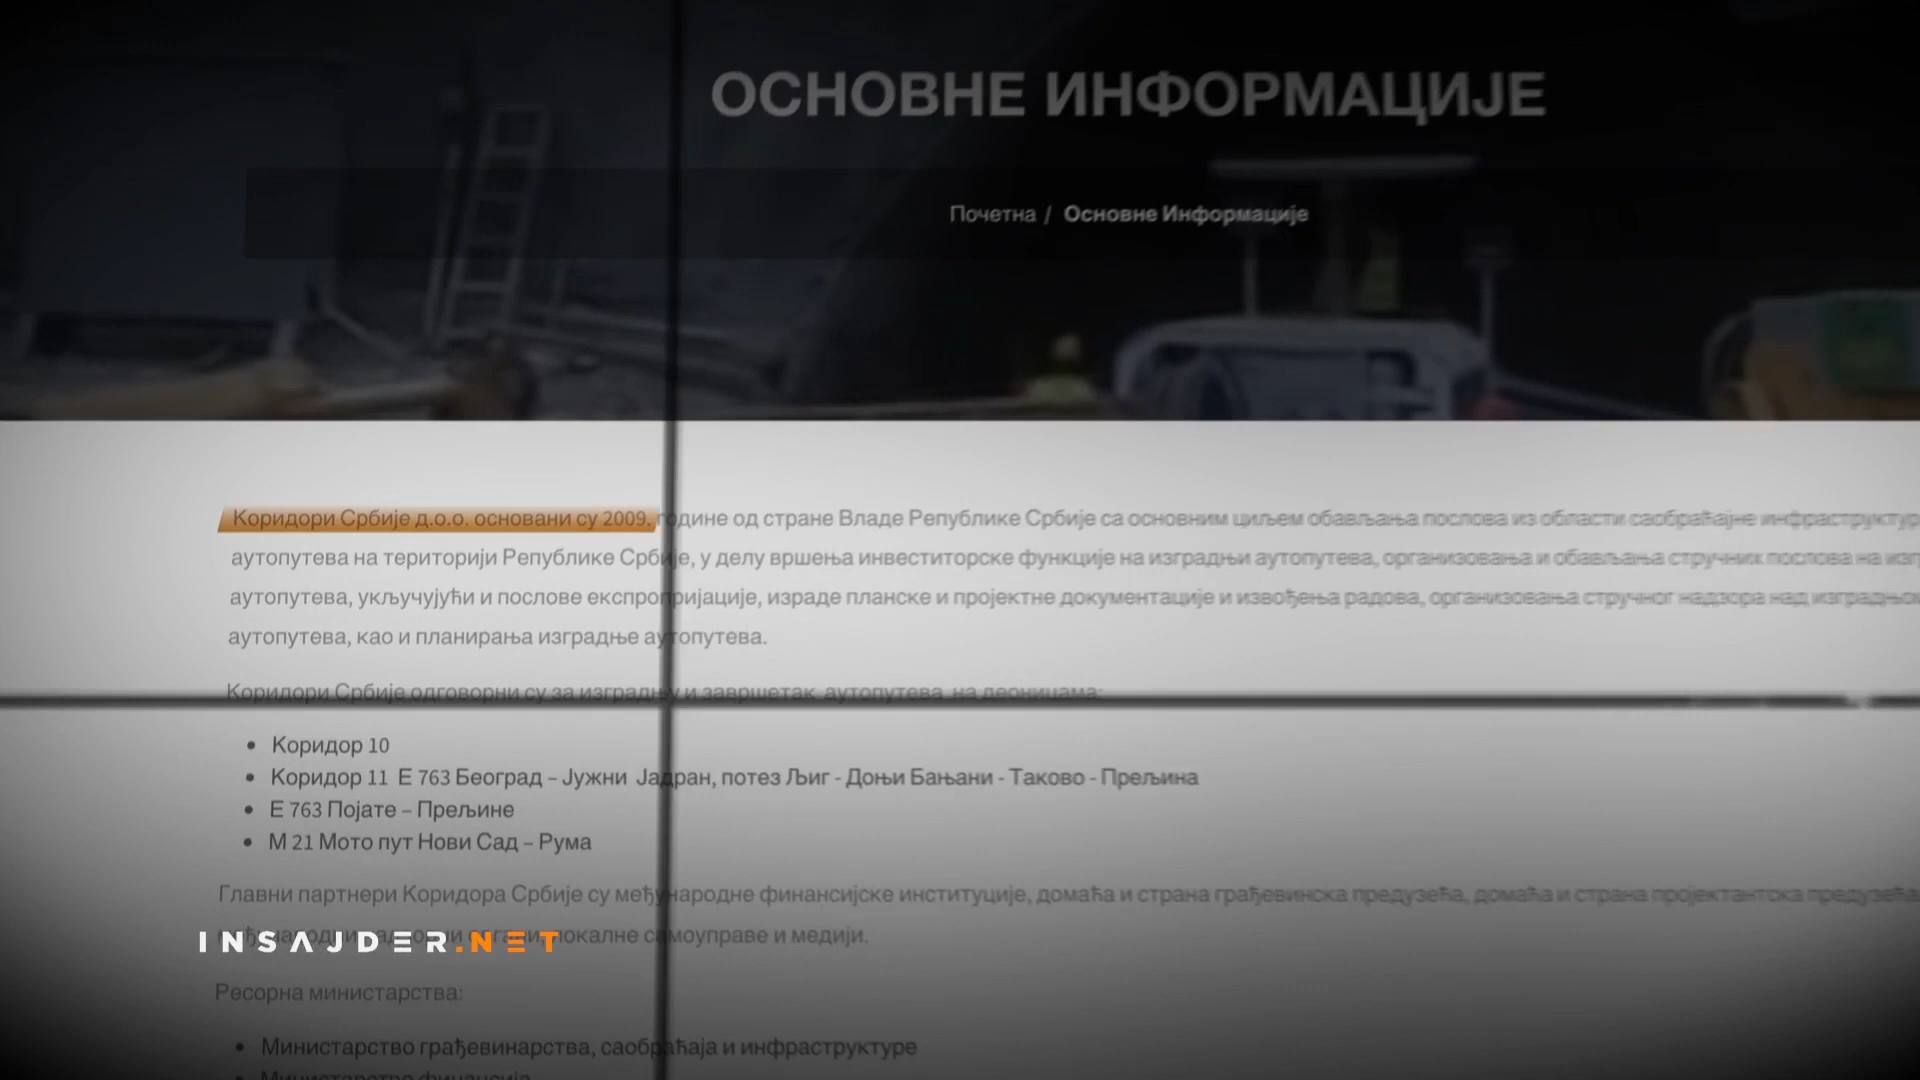 ОСНОВНЕ ИНФОРМАЦИЈЕ
Почетна / Основне Информације
Коридори Србије д.о.о. основани су 2009. године од стране Владе Републике Србије са основним циљем обављања послова из области саобраћајне
аутопутева на територији Републике Србије, у делу вршења инвеститорске функције на изградњи аутопутева, организовања и обављања стручних послова на
аутопутева, укључујући и послове експропријације, израде планске и пројектне документације и извођења радова, организовања стручног надзора над
аутопутева, као и планирања изградње аутопутева.
Коридори Србије одговорни су за изградњу и завршетак аутопутева на деоницама:
• Коридор 10
• Коридор 11 Е 763 Београд – Јужни Јадран, потез Љиг - Доњи Бањани - Таково - Прељина
• Е 763 Појате – Прељине
• М 21 Мото пут Нови Сад – Рума
Главни партнери Коридора Србије су међународне финансијске институције, домаћа и страна грађевинска предузећа, домаћа и страна пројектантска предузећа
локалне самоуправе и медији.
INSAJDER.NET
Ресорна министарства:
• Министарство грађевинарства, саобраћаја и инфраструктуре
• Министарство финансија